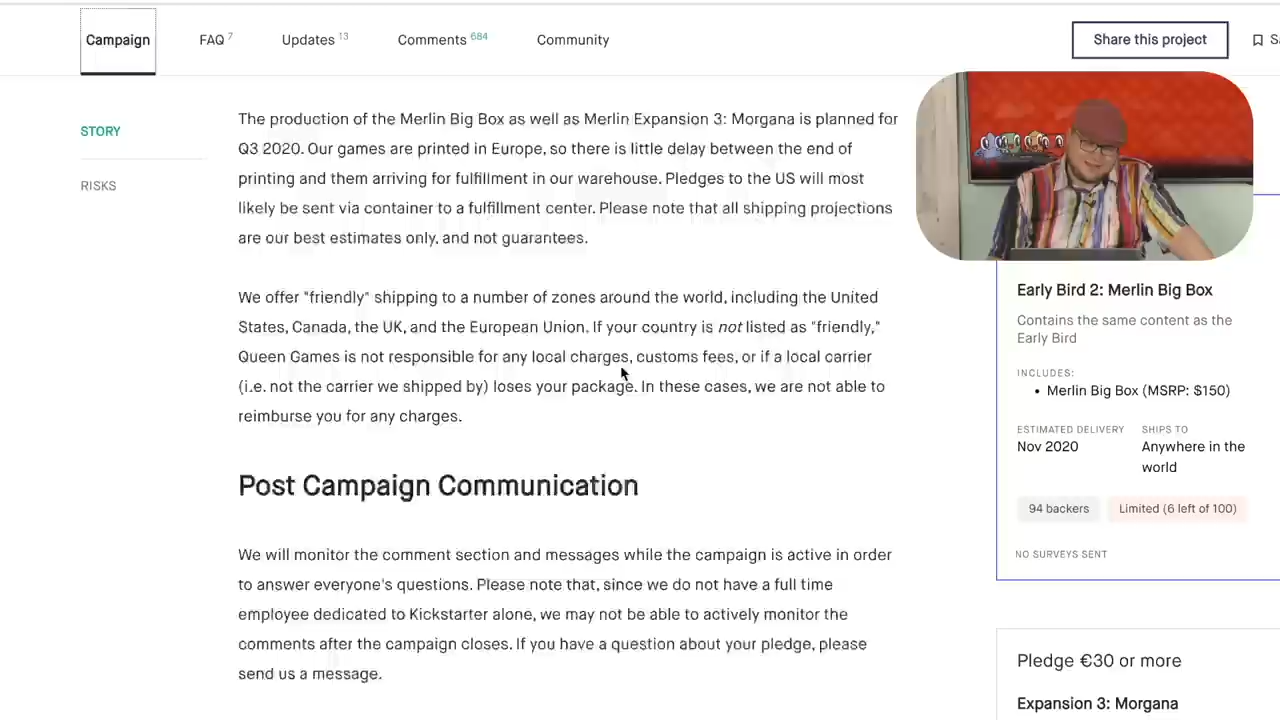 Campaign
FAQ 7
Updates 13
Comments 684
Community
Share this project
STORY
RISKS
The production of the Merlin Big Box as well as Merlin Expansion 3: Morgana is planned for
Q3 2020. Our games are printed in Europe, so there is little delay between the end of
printing and them arriving for fulfillment in our warehouse. Pledges to the US will most
likely be sent via container to a fulfillment center. Please note that all shipping projections
are our best estimates only, and not guarantees.
We offer "friendly" shipping to a number of zones around the world, including the United
States, Canada, the UK, and the European Union. If your country is not listed as "friendly,"
Queen Games is not responsible for any local charges, customs fees, or if a local carrier
(i.e. not the carrier we shipped by) loses your package. In these cases, we are not able to
reimburse you for any charges.
Post Campaign Communication
We will monitor the comment section and messages while the campaign is active in order
to answer everyone's questions. Please note that, since we do not have a full time
employee dedicated to Kickstarter alone, we may not be able to actively monitor the
comments after the campaign closes. If you have a question about your pledge, please
send us a message.
Early Bird 2: Merlin Big Box
Contains the same content as the
Early Bird
INCLUDES:
• Merlin Big Box (MSRP: $150)
ESTIMATED DELIVERY
Nov 2020
SHIPS TO
Anywhere in the
world
94 backers
Limited (6 left of 100)
NO SURVEYS SENT
Pledge €30 or more
Expansion 3: Morgana